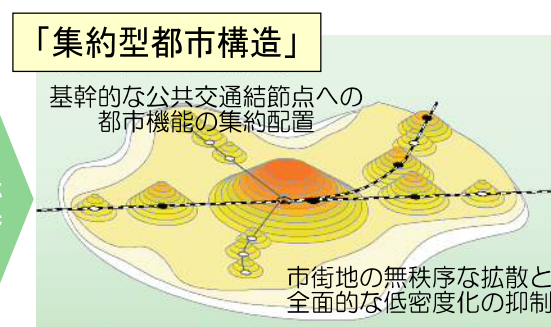 「集約型都市構造」
基幹的な公共交通結節点への
都市機能の集約配置
市街地の無秩序な拡散と
全面的な低密度化の抑制